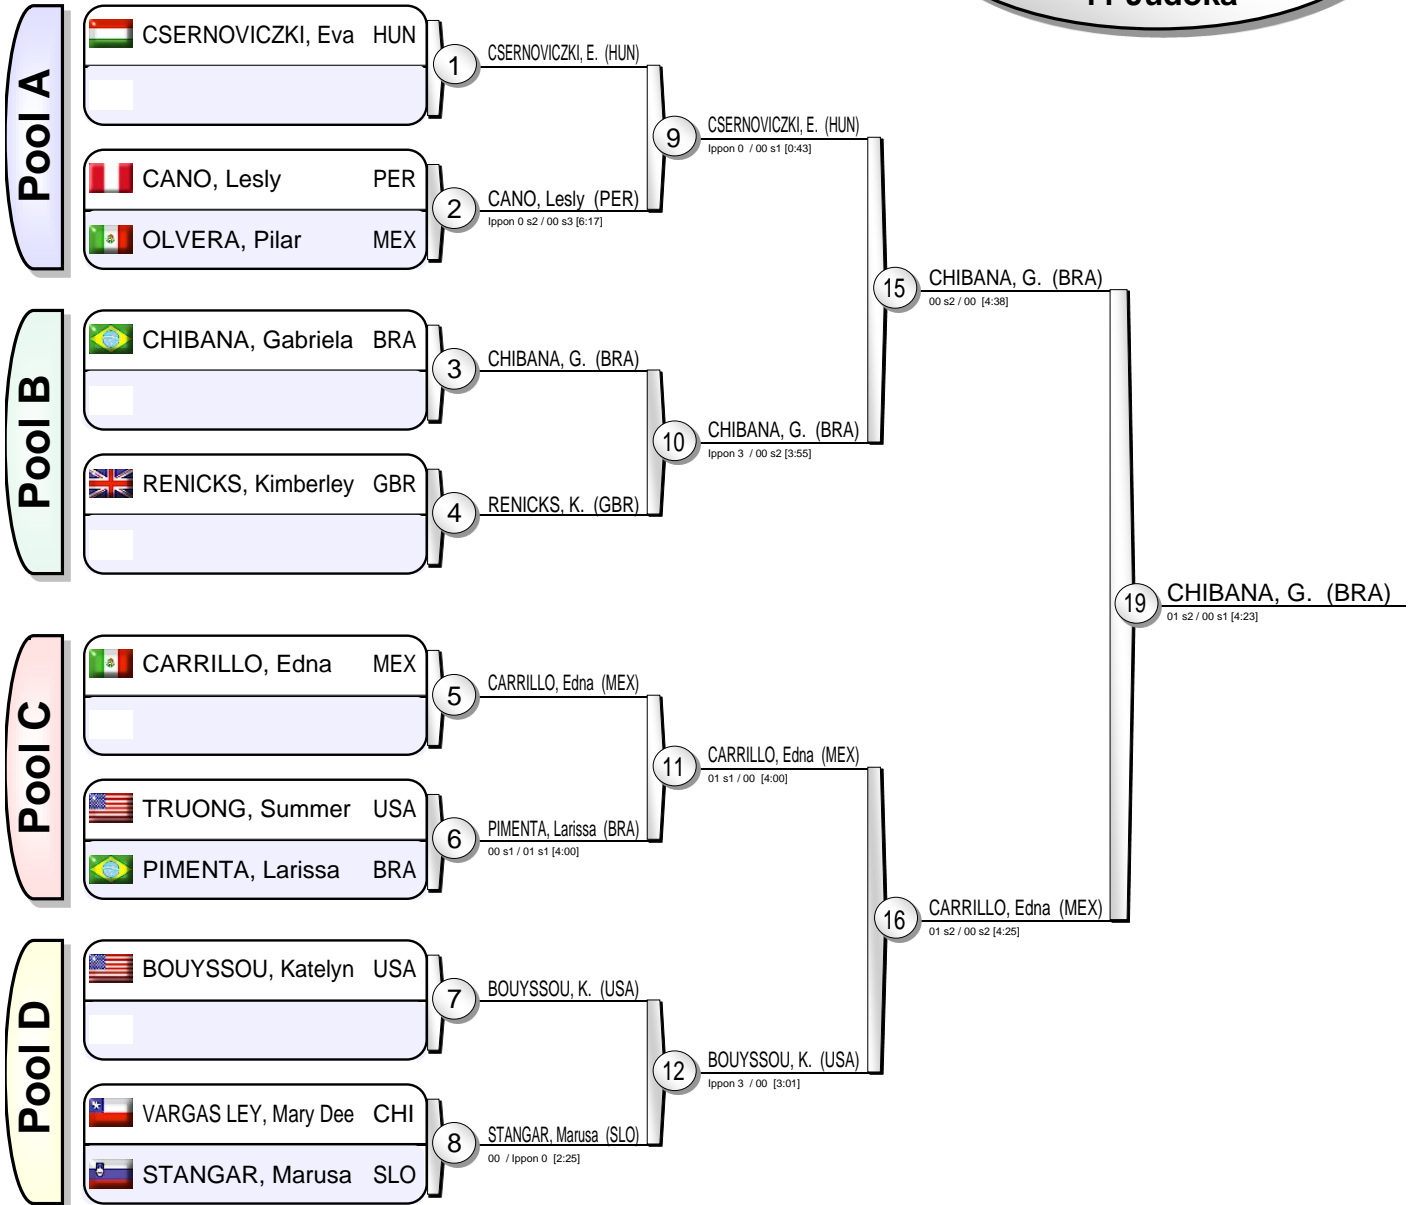 11 Judoka
Pool A
CSERNOVICZKI, Eva HUN
1
CSERNOVICZKI, E. (HUN)
CANO, Lesly PER
OLVERA, Pilar MEX
2
CANO, Lesly (PER)
Ippon 0 s2 / 00 s3 [6:17]
9
CSERNOVICZKI, E. (HUN)
Ippon 0 / 00 s1 [0:43]
Pool B
CHIBANA, Gabriela BRA
3
CHIBANA, G. (BRA)
RENICKS, Kimberley GBR
4
RENICKS, K. (GBR)
10
CHIBANA, G. (BRA)
Ippon 3 / 00 s2 [3:55]
15
CHIBANA, G. (BRA)
00 s2 / 00 [4:38]
Pool C
CARRILLO, Edna MEX
5
CARRILLO, Edna (MEX)
TRUONG, Summer USA
PIMENTA, Larissa BRA
6
PIMENTA, Larissa (BRA)
00 s1 / 01 s1 [4:00]
11
CARRILLO, Edna (MEX)
01 s1 / 00 [4:00]
Pool D
BOUYSSOU, Katelyn USA
7
BOUYSSOU, K. (USA)
VARGAS LEY, Mary Dee CHI
STANGAR, Marusa SLO
8
STANGAR, Marusa (SLO)
00 / Ippon 0 [2:25]
12
BOUYSSOU, K. (USA)
Ippon 3 / 00 [3:01]
16
CARRILLO, Edna (MEX)
01 s2 / 00 s2 [4:25]
19
CHIBANA, G. (BRA)
01 s2 / 00 s1 [4:23]